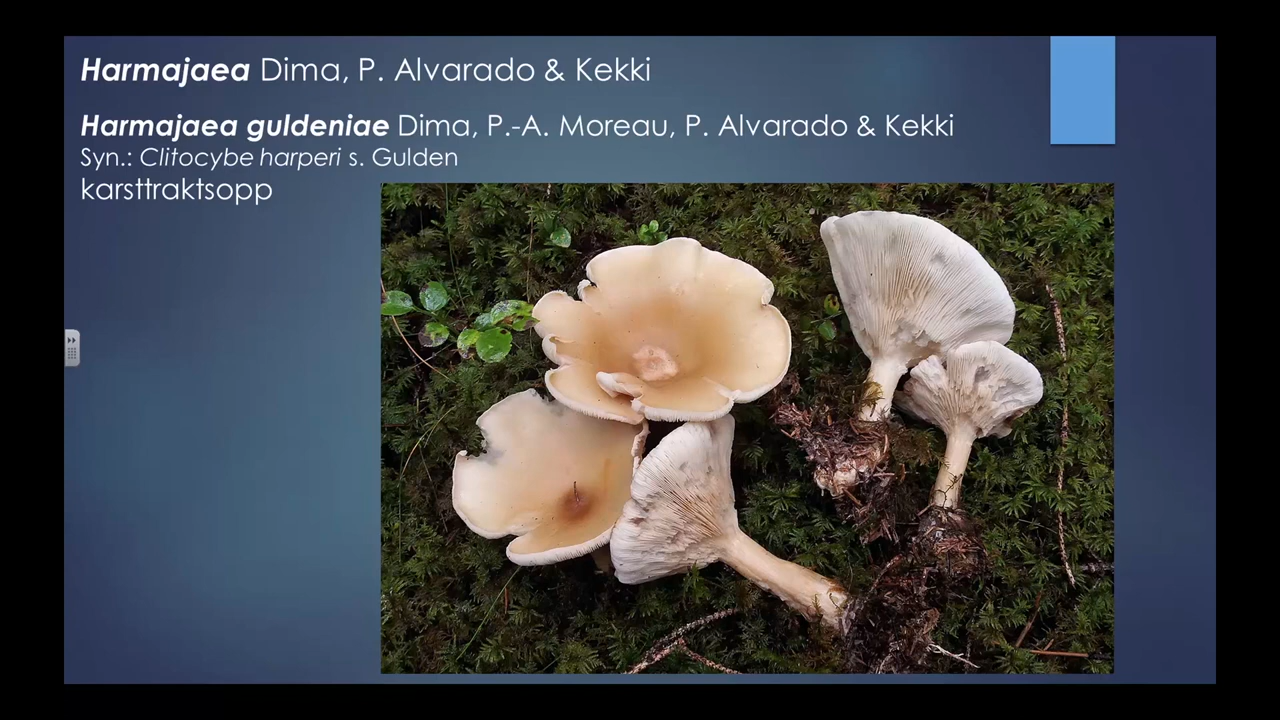 Harmajaea Dima, P. Alvarado & Kekki
Harmajaea guldeniae Dima, P.-A. Moreau, P. Alvarado & Kekki
Syn.: Clitocybe harperi s. Gulden
karsttraktsopp